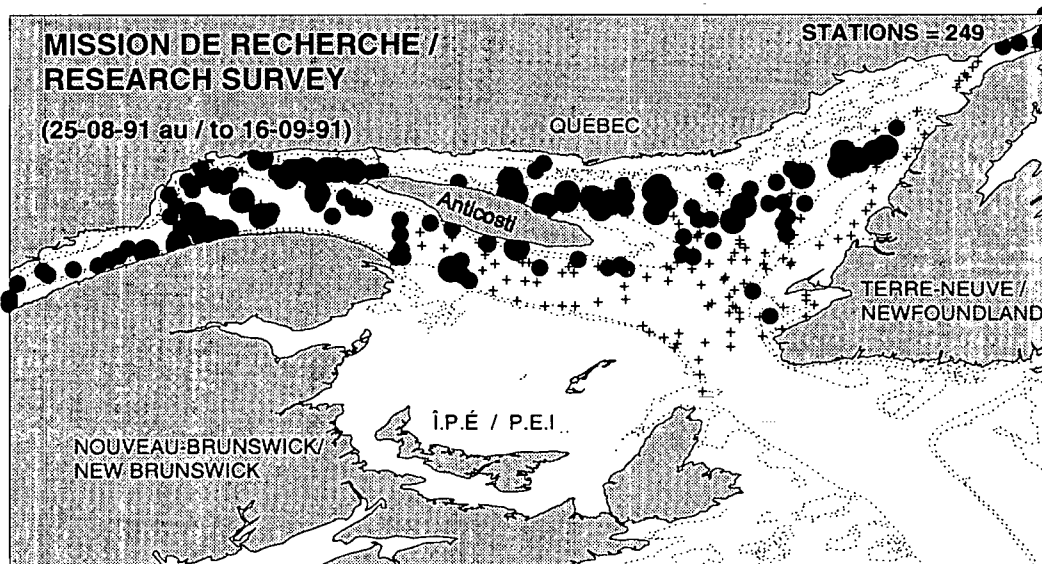 MISSION DE RECHERCHE /
RESEARCH SURVEY
(25-08-91 au / to 16-09-91)
STATIONS = 249
QUÉBEC
Anticosti
TERRE-NEUVE /
NEWFOUNDLAND
Î.P.É / P.E.I.
NOUVEAU-BRUNSWICK/
NEW BRUNSWICK